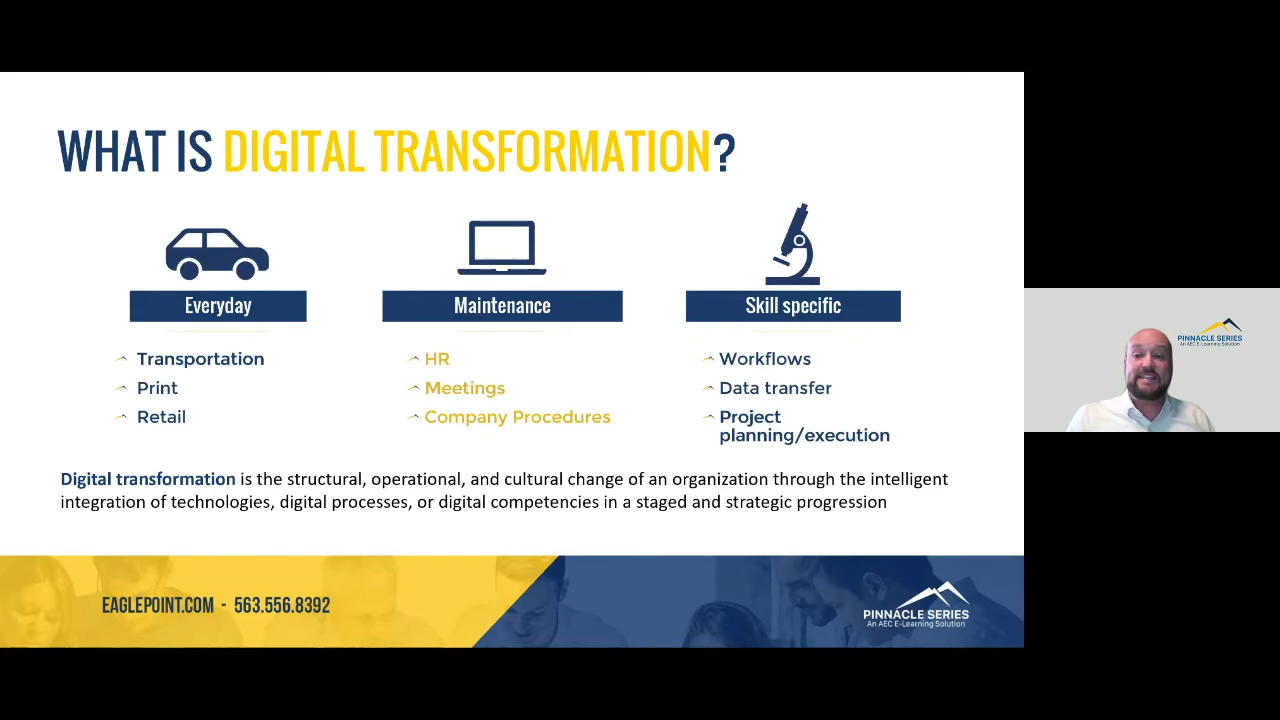 WHAT IS DIGITAL TRANSFORMATION?
Everyday
Transportation
Print
Retail
Maintenance
HR
Meetings
Company Procedures
Skill specific
Workflows
Data transfer
Project
planning/execution
Digital transformation is the structural, operational, and cultural change of an organization through the intelligent
integration of technologies, digital processes, or digital competencies in a staged and strategic progression
EAGLEPOINT.COM - 563.556.8392
PINNACLE SERIES
An AEC E-Learning Solution
PINNACLE SERIES
An AEC E-Learning Solution